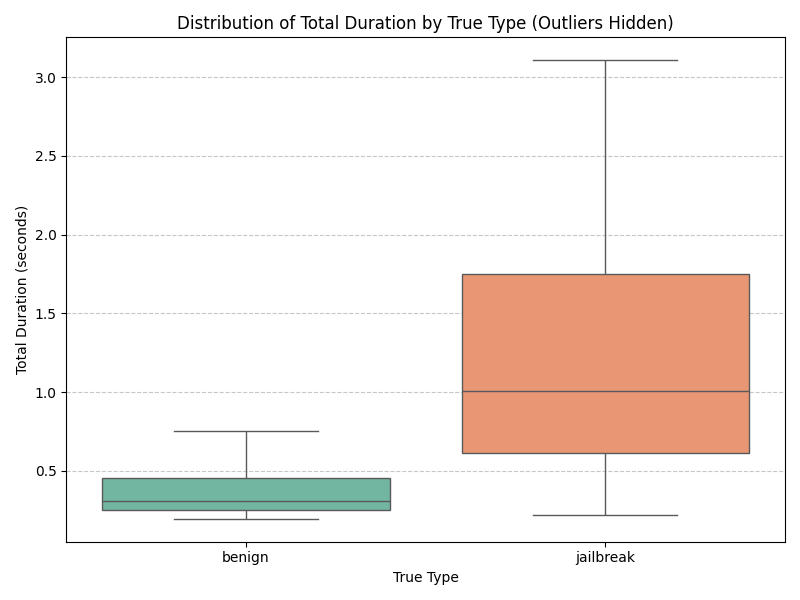 Distribution of Total Duration by True Type (Outliers Hidden)
3.0
2.5
2.0
1.5
1.0
0.5
Total Duration (seconds)
benign
jailbreak
True Type